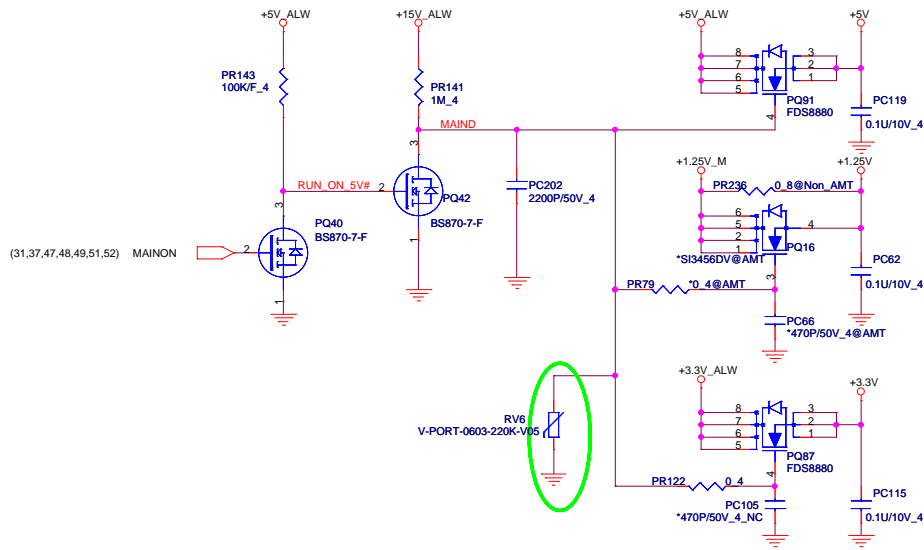 +5V_ALW
+15V_ALW
+5V_ALW
+5V
PR143
100K/F_4
PR141
1M_4
8
7
6
5
3
2
1
4
PQ91
FDS8880
PC119
0.1U/10V_4
MAIND
3
RUN_ON_5V#
2
PQ42
BS870-7-F
1
PC202
2200P/50V_4
+1.25V_M
+1.25V
PR236
0_8@Non_AMT
3
PQ40
BS870-7-F
(31,37,47,48,49,51,52)
MAINON
2
1
6
5
2
1
4
PQ16
*SI3456DV@AMT
3
PC62
0.1U/10V_4
PR79
*0_4@AMT
PC66
*470P/50V_4@AMT
+3.3V_ALW
+3.3V
RV6
V-PORT-0603-220K-V05
8
7
6
5
3
2
1
4
PQ87
FDS8880
PR122
0_4
PC105
*470P/50V_4_NC
PC115
0.1U/10V_4